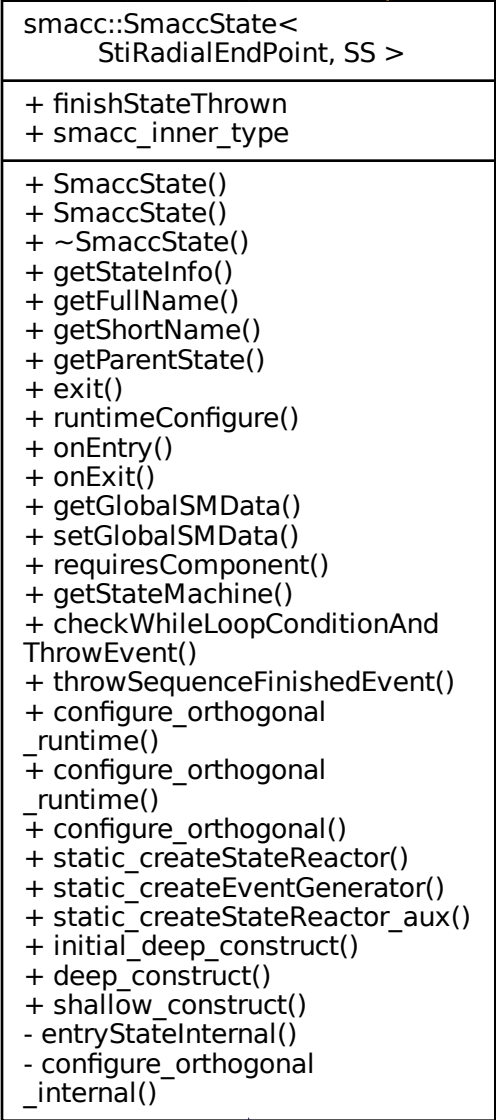 smacc::SmaccState<
StiRadialEndPoint, SS >
+ finishStateThrown
+ smacc_inner_type
+ SmaccState()
+ SmaccState()
+ ~SmaccState()
+ getStateInfo()
+ getFullName()
+ getShortName()
+ getParentState()
+ exit()
+ runtimeConfigure()
+ onEntry()
+ onExit()
+ getGlobalSMData()
+ setGlobalSMData()
+ requiresComponent()
+ getStateMachine()
+ checkWhileLoopConditionAnd
ThrowEvent()
+ throwSequenceFinishedEvent()
+ configure_orthogonal
_runtime()
+ configure_orthogonal
_runtime()
+ configure_orthogonal()
+ static_createStateReactor()
+ static_createEventGenerator()
+ static_createStateReactor_aux()
+ initial_deep_construct()
+ deep_construct()
+ shallow_construct()
- entryStateInternal()
- configure_orthogonal
_internal()